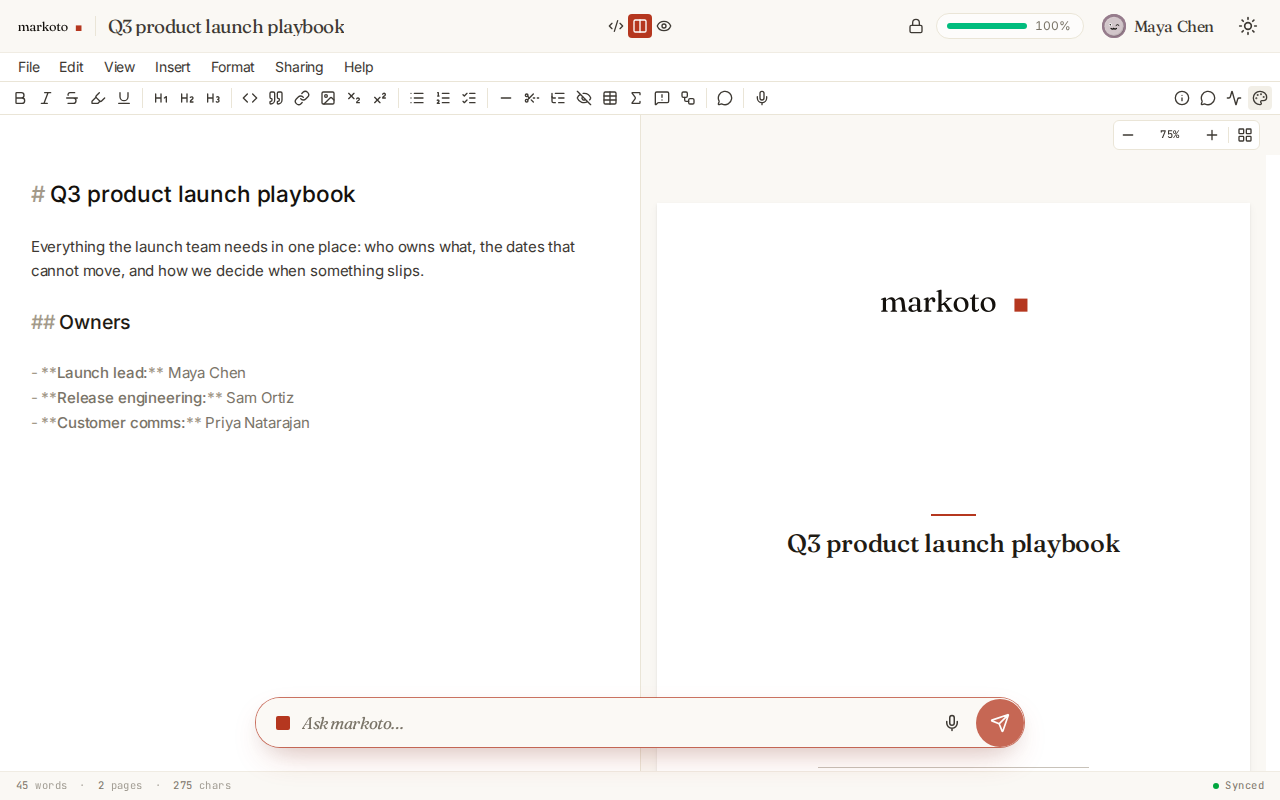 markoto
Q3 product launch playbook
100%
Maya Chen
File Edit View Insert Format Sharing Help
H1 H2 H3
75%
# Q3 product launch playbook
Everything the launch team needs in one place: who owns what, the dates that
cannot move, and how we decide when something slips.
## Owners
- **Launch lead:** Maya Chen
- **Release engineering:** Sam Ortiz
- **Customer comms:** Priya Natarajan
markoto
Q3 product launch playbook
Ask markoto...
45 words · 2 pages · 275 chars
Synced